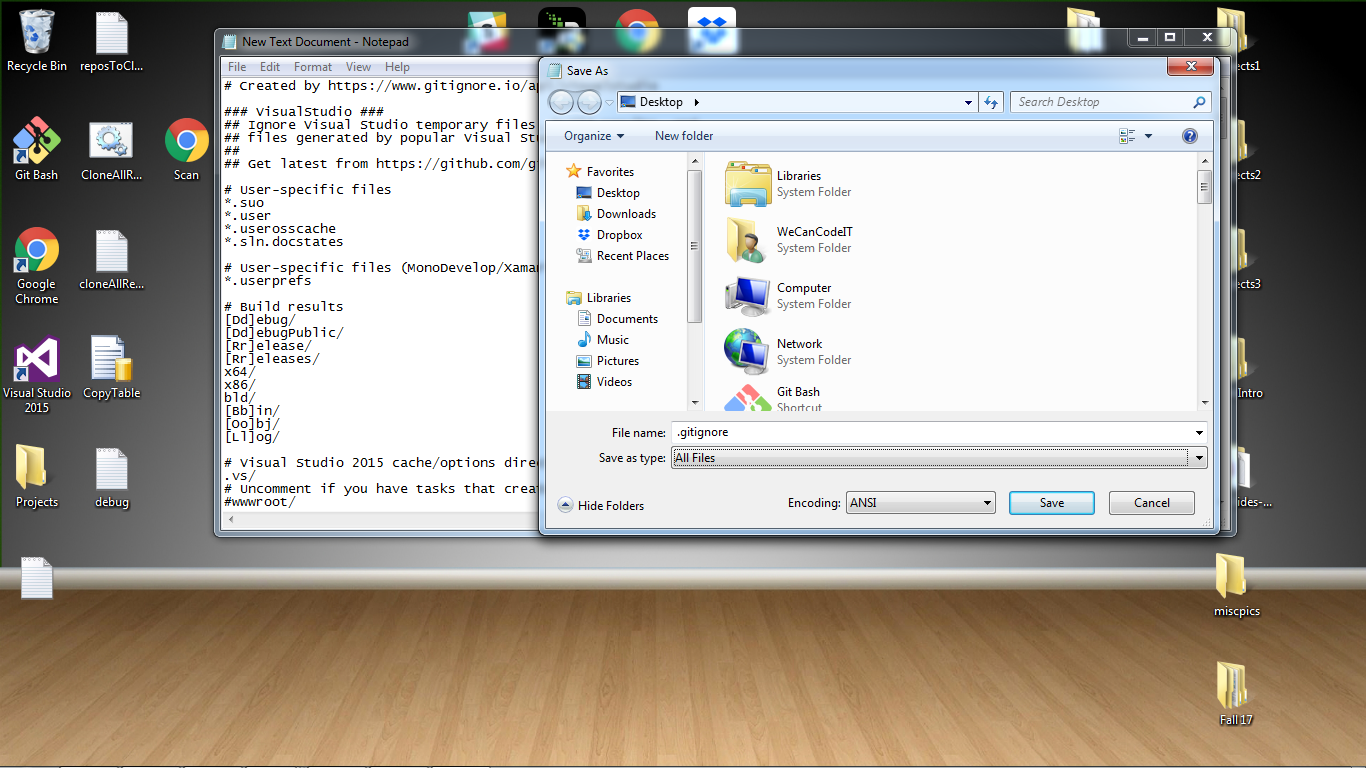 Recycle Bin
reposToCl...
Git Bash
CloneAllR...
Scan
Google
Chrome
cloneAllRe...
Visual Studio
2015
CopyTable
Projects
debug
New Text Document - Notepad
File Edit Format View Help
# Created by https://www.gitignore.io/ap
### VisualStudio ###
## Ignore Visual Studio temporary files
## files generated by popular Visual Stu
##
## Get latest from https://github.com/g
# User-specific files
*.suo
*.user
*.userosscache
*.sln.docstates
# User-specific files (MonoDevelop/Xama
*.userprefs
# Build results
[Dd]ebug/
[Dd]ebugPublic/
[Rr]elease/
[Rr]eleases/
x64/
x86/
bld/
[Bb]in/
[Oo]bj/
[Ll]og/
# Visual Studio 2015 cache/options dire
.vs/
# Uncomment if you have tasks that crea
#wwwroot/
Save As
Desktop
Search Desktop
Organize
New folder
Favorites
Desktop
Downloads
Dropbox
Recent Places
Libraries
Documents
Music
Pictures
Videos
Libraries
System Folder
WeCanCodeIT
System Folder
Computer
System Folder
Network
System Folder
Git Bash
Shortcut
File name: .gitignore
Save as type: All Files
Hide Folders
Encoding: ANSI
Save
Cancel
ects1
ects2
ects3
Intro
ides-...
miscpics
Fall 17